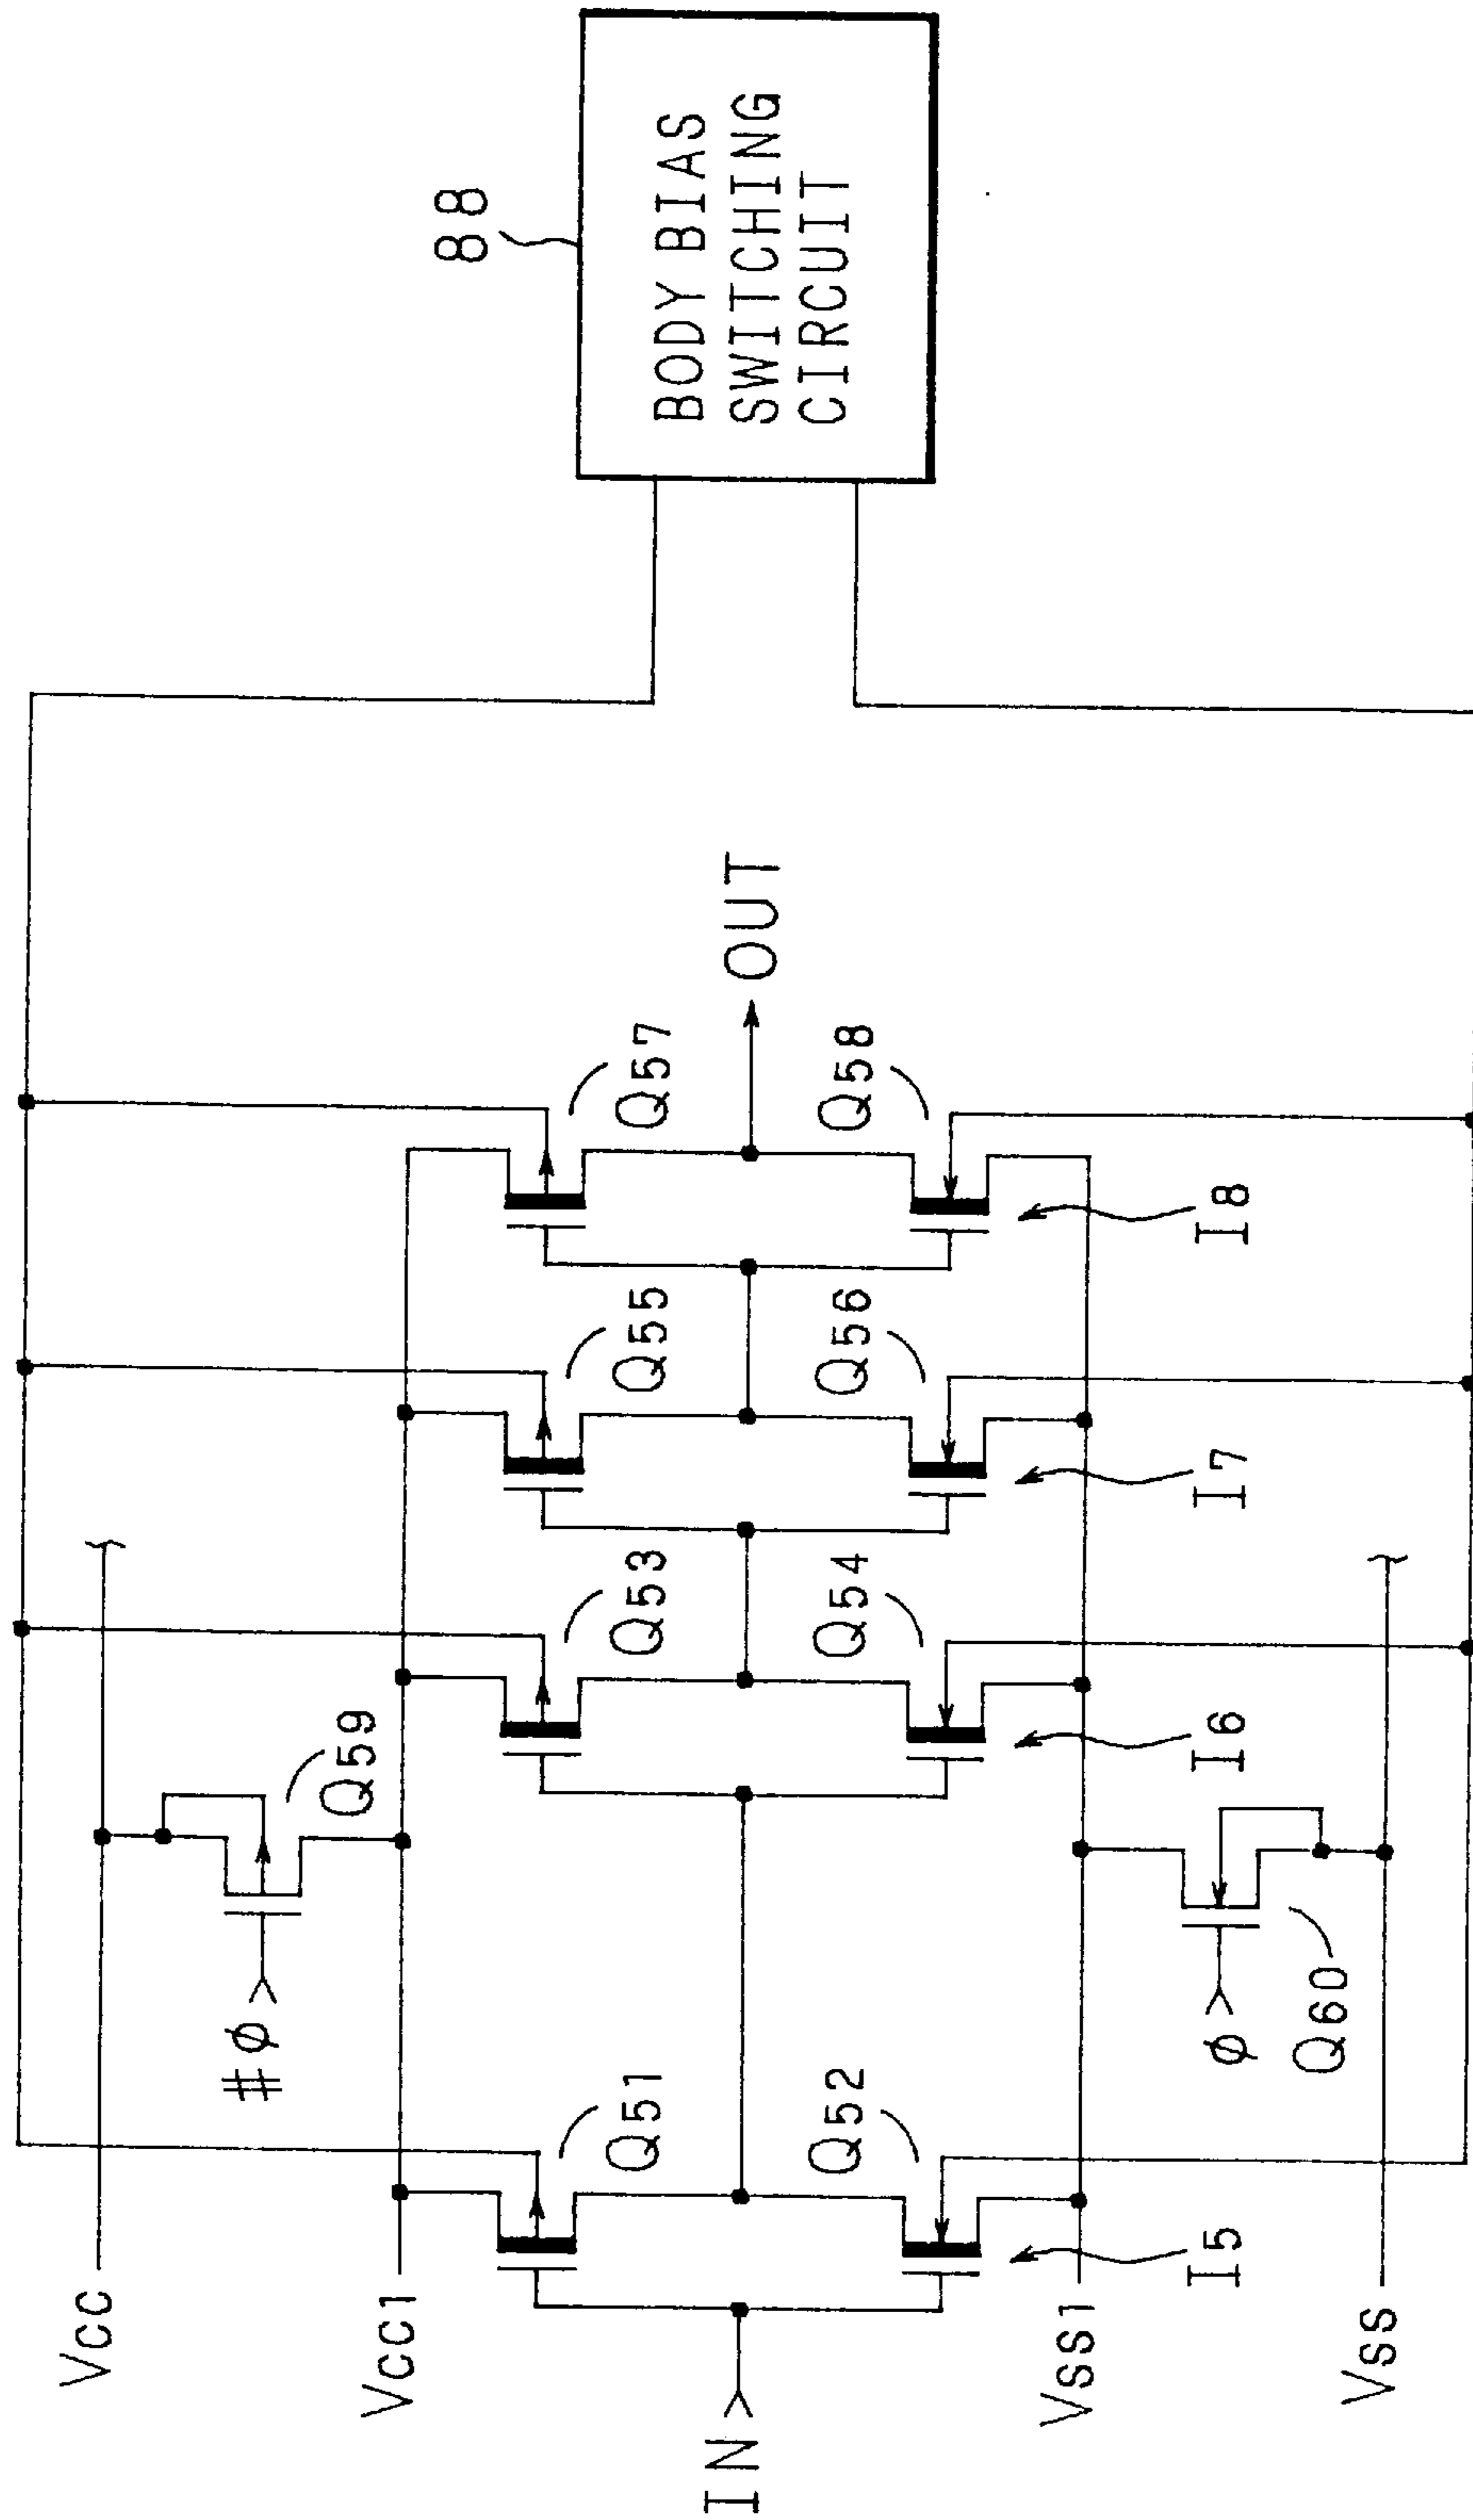 Vcc
Vcc1
IN
Vss1
Vss
#φ
Q59
φ
Q60
Q51
Q52
I5
Q53
Q54
I6
Q55
Q56
I7
Q57
Q58
I8
OUT
88
BODY BIAS
SWITCHING
CIRCUIT